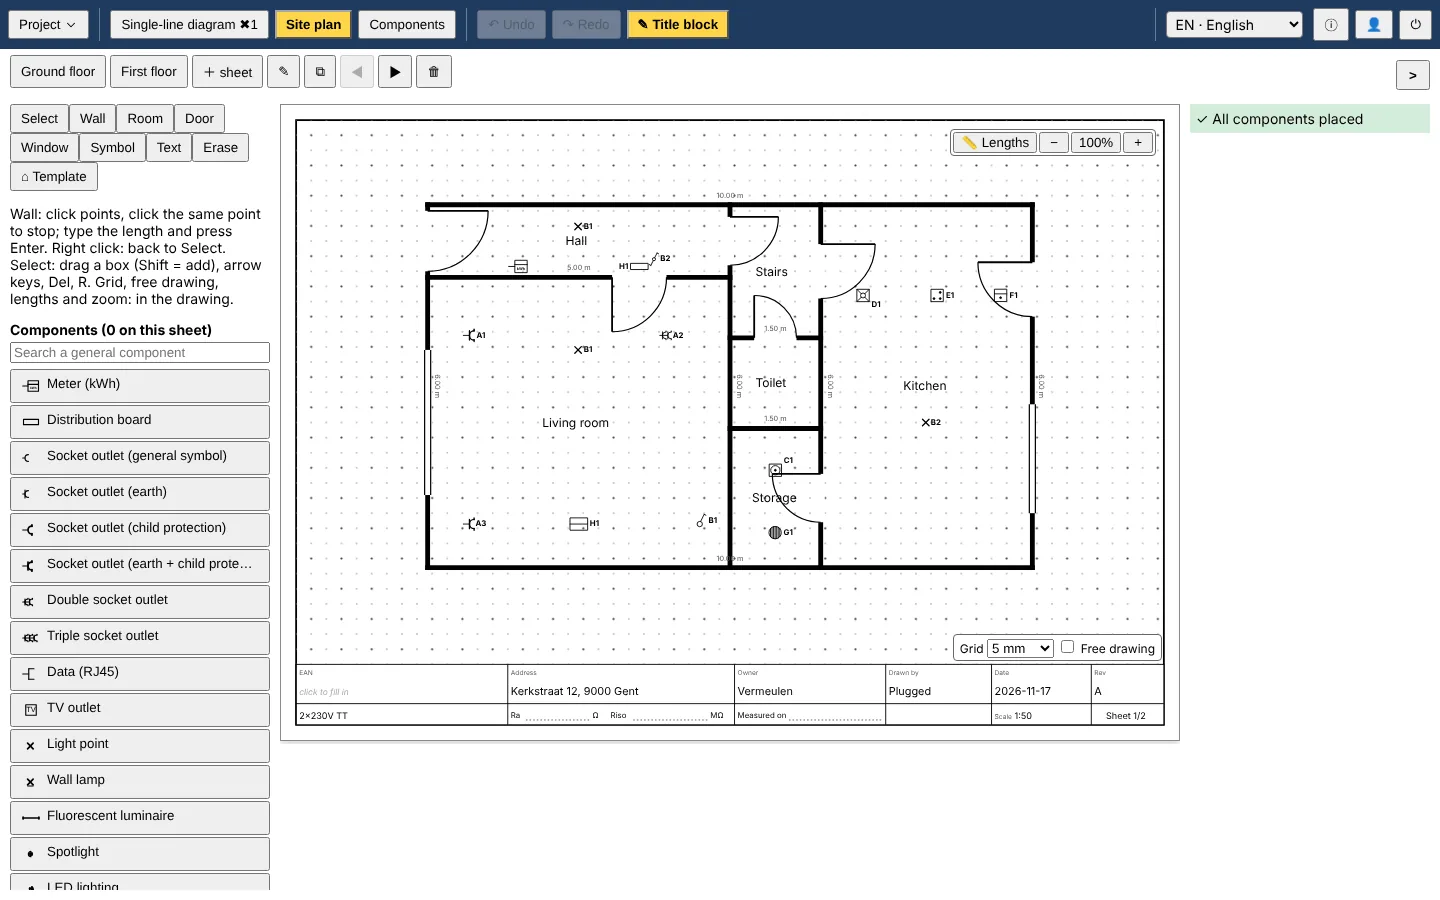 Project
Single-line diagram ✖1
Site plan
Components
↶ Undo
↷ Redo
✎ Title block
EN · English
Ground floor
First floor
+ sheet
>
Select
Wall
Room
Door
Window
Symbol
Text
Erase
⌂ Template
Wall: click points, click the same point
to stop; type the length and press
Enter. Right click: back to Select.
Select: drag a box (Shift = add), arrow
keys, Del, R. Grid, free drawing,
lengths and zoom: in the drawing.
Components (0 on this sheet)
Search a general component
Meter (kWh)
Distribution board
Socket outlet (general symbol)
Socket outlet (earth)
Socket outlet (child protection)
Socket outlet (earth + child prote…
Double socket outlet
Triple socket outlet
Data (RJ45)
TV
TV outlet
Light point
Wall lamp
Fluorescent luminaire
Spotlight
LED lighting
✓ All components placed
📏 Lengths
−
100%
+
10.00 m
B1
Hall
5.00 m
H1
B2
Stairs
D1
E1
F1
A1
B1
A2
1.50 m
6.00 m
6.00 m
6.00 m
6.00 m
Toilet
Kitchen
1.50 m
Living room
B2
C1
Storage
A3
H1
B1
G1
10.00 m
Grid
5 mm
Free drawing
EAN
click to fill in
Address
Kerkstraat 12, 9000 Gent
Owner
Vermeulen
Drawn by
Plugged
Date
2026-11-17
Rev
A
2×230V TT
Ra Ω Riso MΩ
Measured on
Scale 1:50
Sheet 1/2